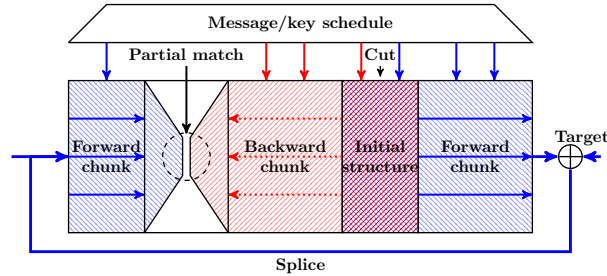 Message/key schedule
Partial match
Cut
Target
Forward
chunk
Backward
chunk
Initial
structure
Forward
chunk
Splice